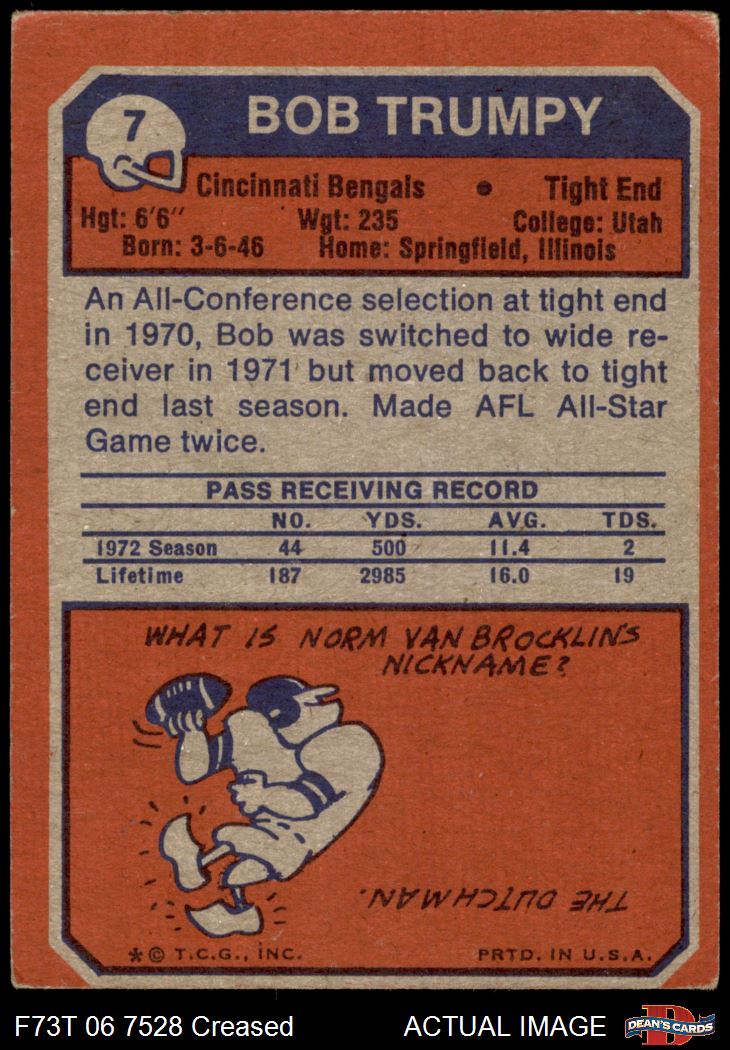 7
BOB TRUMPY
Cincinnati Bengals • Tight End
Hgt: 6'6" Wgt: 235 College: Utah
Born: 3-6-46 Home: Springfield, Illinois
An All-Conference selection at tight end
in 1970, Bob was switched to wide re-
ceiver in 1971 but moved back to tight
end last season. Made AFL All-Star
Game twice.
PASS RECEIVING RECORD
NO. YDS. AVG. TDS.
1972 Season 44 500 11.4 2
Lifetime 187 2985 16.0 19
WHAT IS NORM VAN BROCKLIN'S
NICKNAME?
THE DUTCHMAN.
*© T.C.G., INC. PRTD. IN U.S.A.
F73T 06 7528 Creased ACTUAL IMAGE
D
DEAN'S CARDS